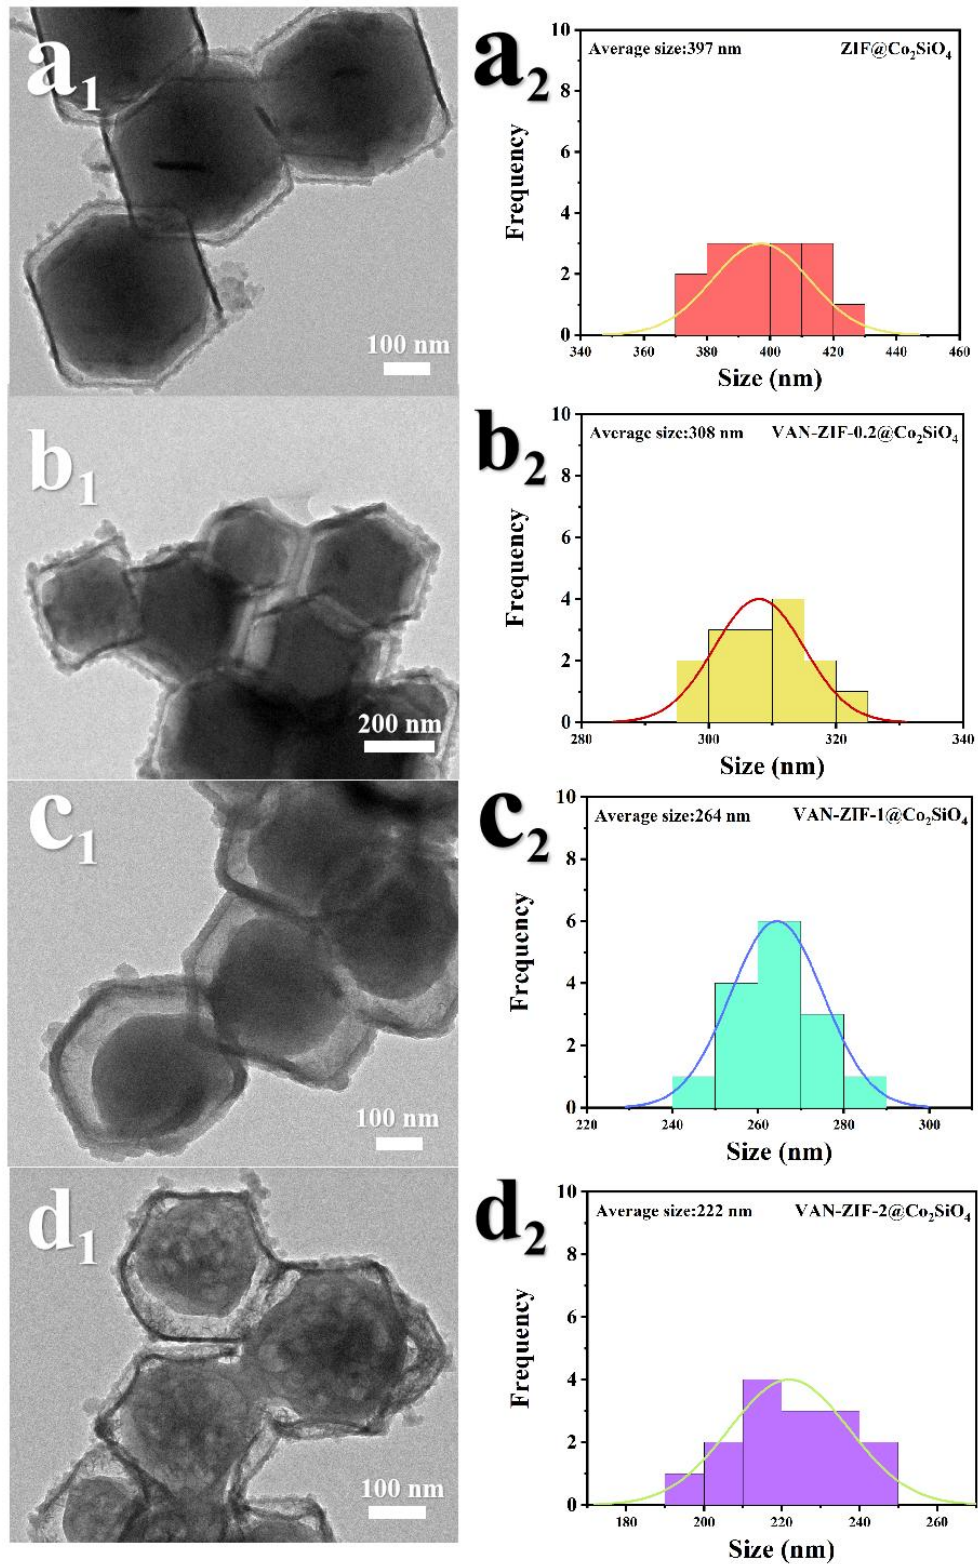 a1
100 nm
a2
Average size:397 nm
ZIF@Co2SiO4
10
8
6
4
2
0
Frequency
340 360 380 400 420 440 460
Size (nm)
b1
200 nm
b2
Average size:308 nm
VAN-ZIF-0.2@Co2SiO4
10
8
6
4
2
0
Frequency
280 300 320 340
Size (nm)
c1
100 nm
c2
Average size:264 nm
VAN-ZIF-1@Co2SiO4
10
8
6
4
2
0
Frequency
220 240 260 280 300
Size (nm)
d1
100 nm
d2
Average size:222 nm
VAN-ZIF-2@Co2SiO4
10
8
6
4
2
0
Frequency
180 200 220 240 260
Size (nm)